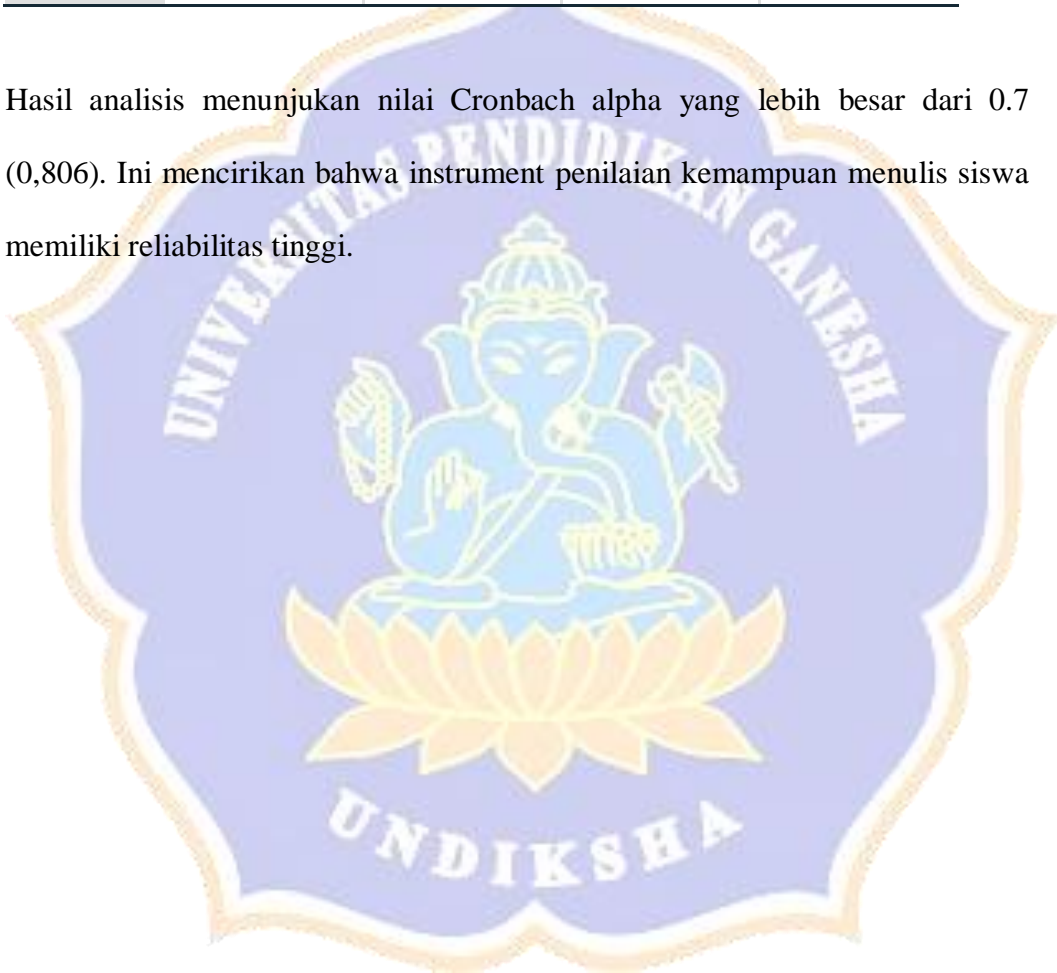 Hasil analisis menunjukan nilai Cronbach alpha yang lebih besar dari 0.7
(0,806). Ini mencirikan bahwa instrument penilaian kemampuan menulis siswa
memiliki reliabilitas tinggi.
UNIVERSITAS PENDIDIKAN GANESHA
UNDIKSHA